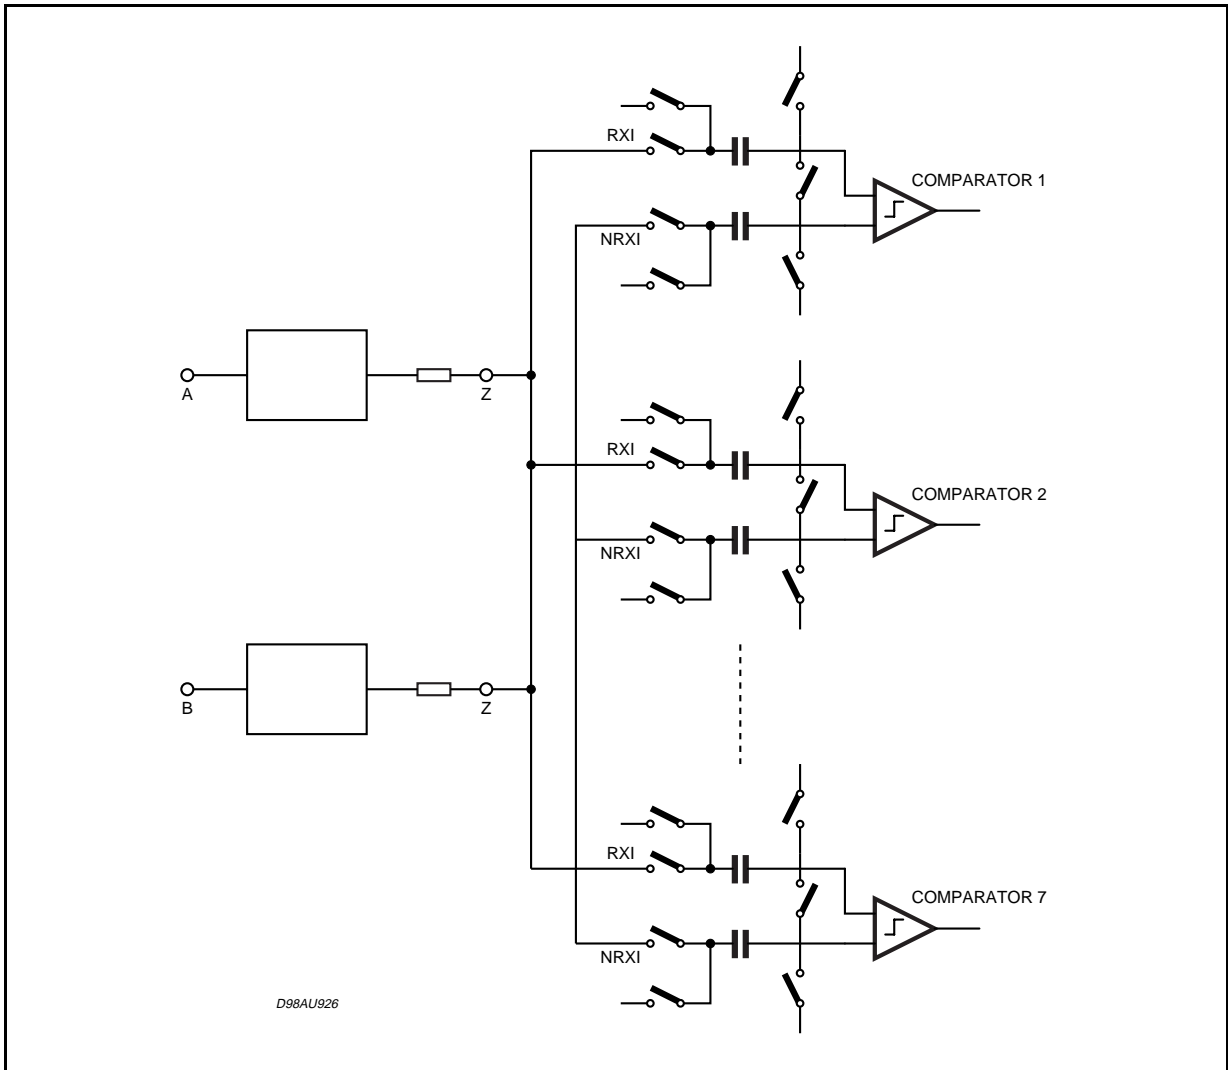 RXI
COMPARATOR 1
NRXI
A
Z
RXI
COMPARATOR 2
NRXI
B
Z
RXI
COMPARATOR 7
NRXI
D98AU926